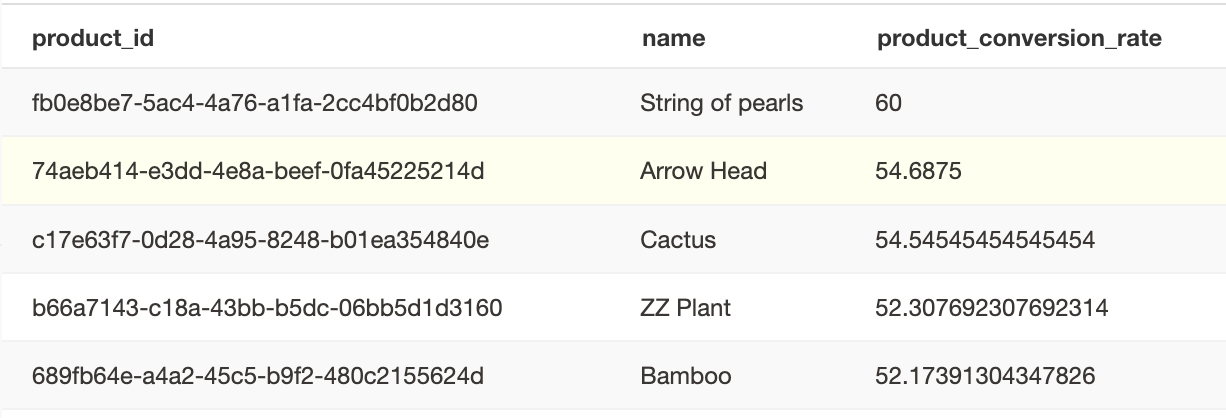 product_id name product_conversion_rate
fb0e8be7-5ac4-4a76-a1fa-2cc4bf0b2d80 String of pearls 60
74aeb414-e3dd-4e8a-beef-0fa45225214d Arrow Head 54.6875
c17e63f7-0d28-4a95-8248-b01ea354840e Cactus 54.54545454545454
b66a7143-c18a-43bb-b5dc-06bb5d1d3160 ZZ Plant 52.307692307692314
689fb64e-a4a2-45c5-b9f2-480c2155624d Bamboo 52.17391304347826